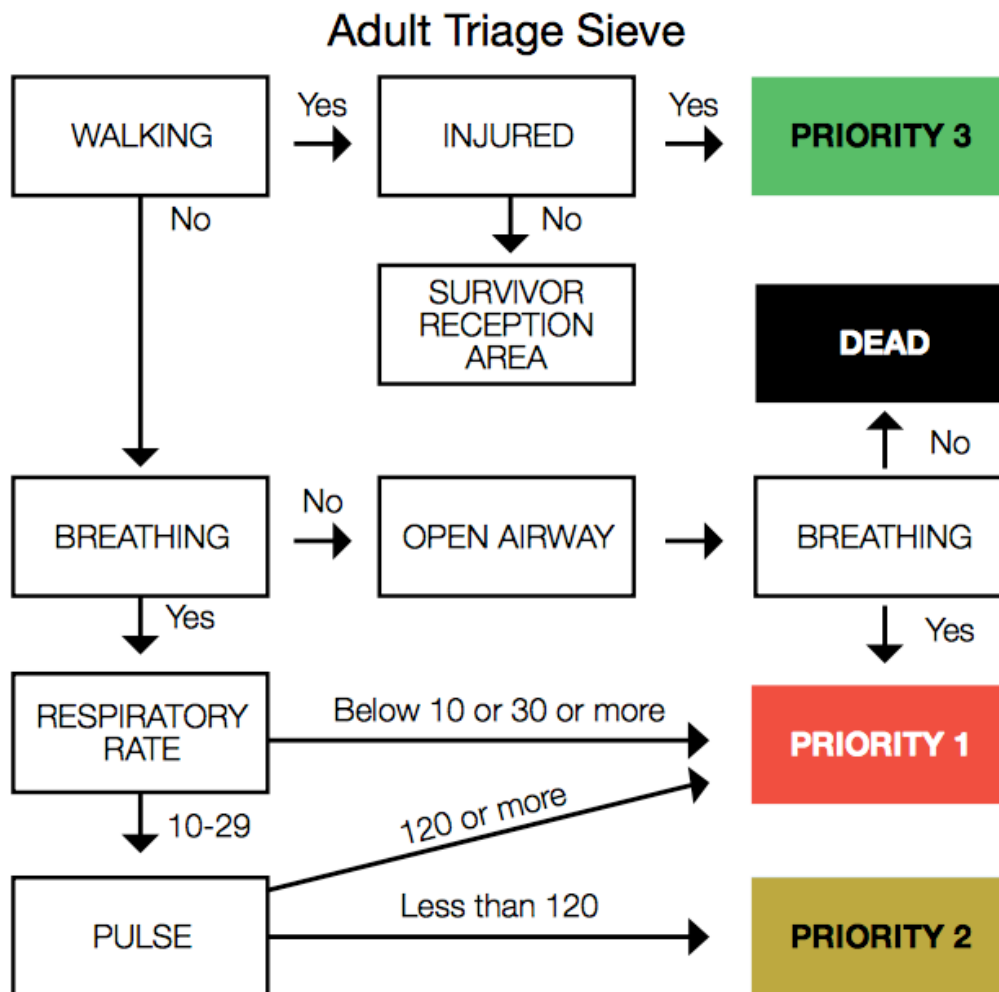 Adult Triage Sieve
WALKING
Yes
INJURED
Yes
PRIORITY 3
No
No
SURVIVOR
RECEPTION
AREA
DEAD
No
BREATHING
No
OPEN AIRWAY
BREATHING
Yes
Yes
RESPIRATORY
RATE
Below 10 or 30 or more
PRIORITY 1
10-29
120 or more
PULSE
Less than 120
PRIORITY 2